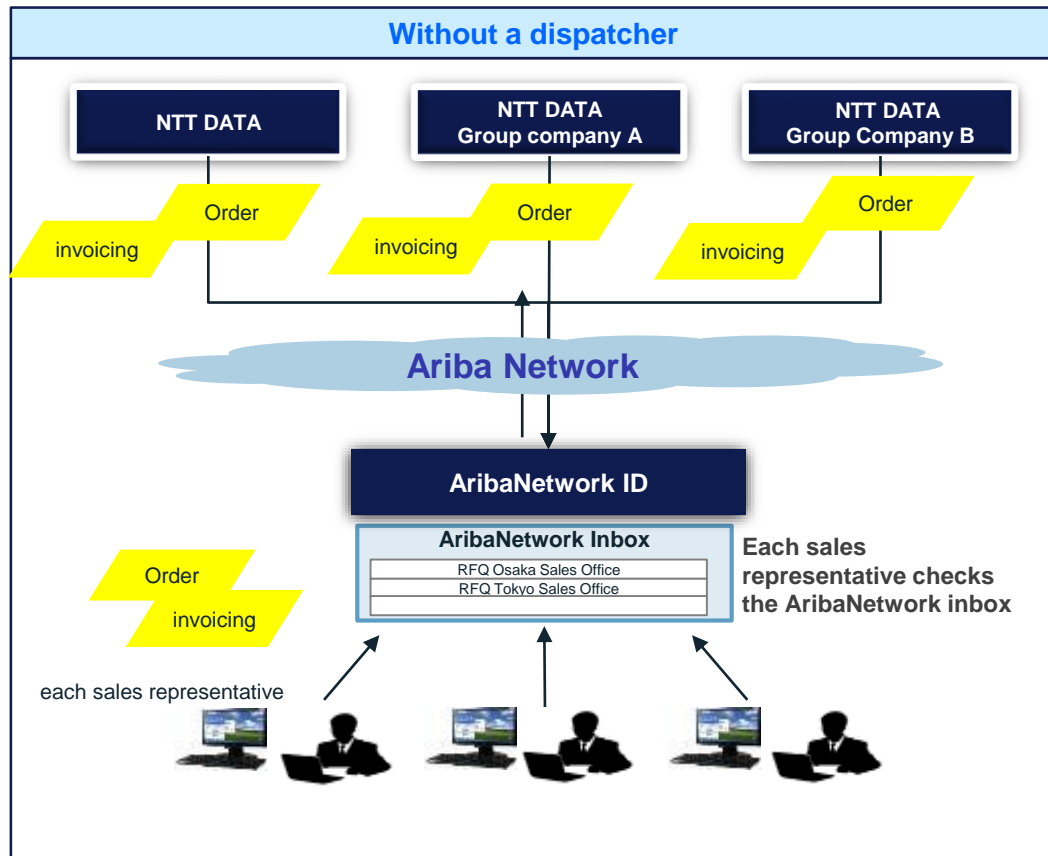 Without a dispatcher
NTT DATA
NTT DATA
Group company A
NTT DATA
Group Company B
Order
invoicing
Order
invoicing
Order
invoicing
Ariba Network
AribaNetwork ID
AribaNetwork Inbox
RFQ Osaka Sales Office
RFQ Tokyo Sales Office
Each sales
representative checks
the AribaNetwork inbox
Order
invoicing
each sales representative